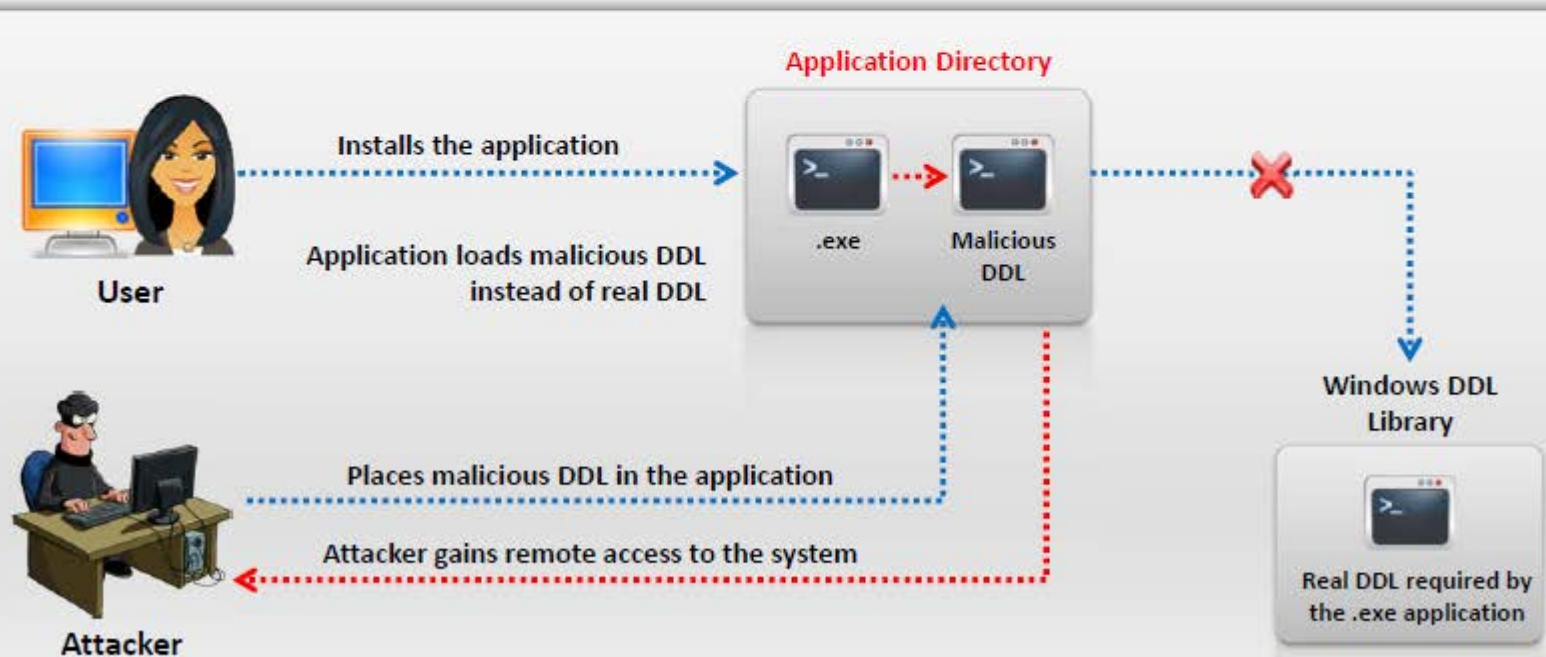 Application Directory
Installs the application
.exe
Malicious
DDL
Application loads malicious DDL
instead of real DDL
User
Windows DDL
Library
Places malicious DDL in the application
Attacker gains remote access to the system
Real DDL required by
the .exe application
Attacker